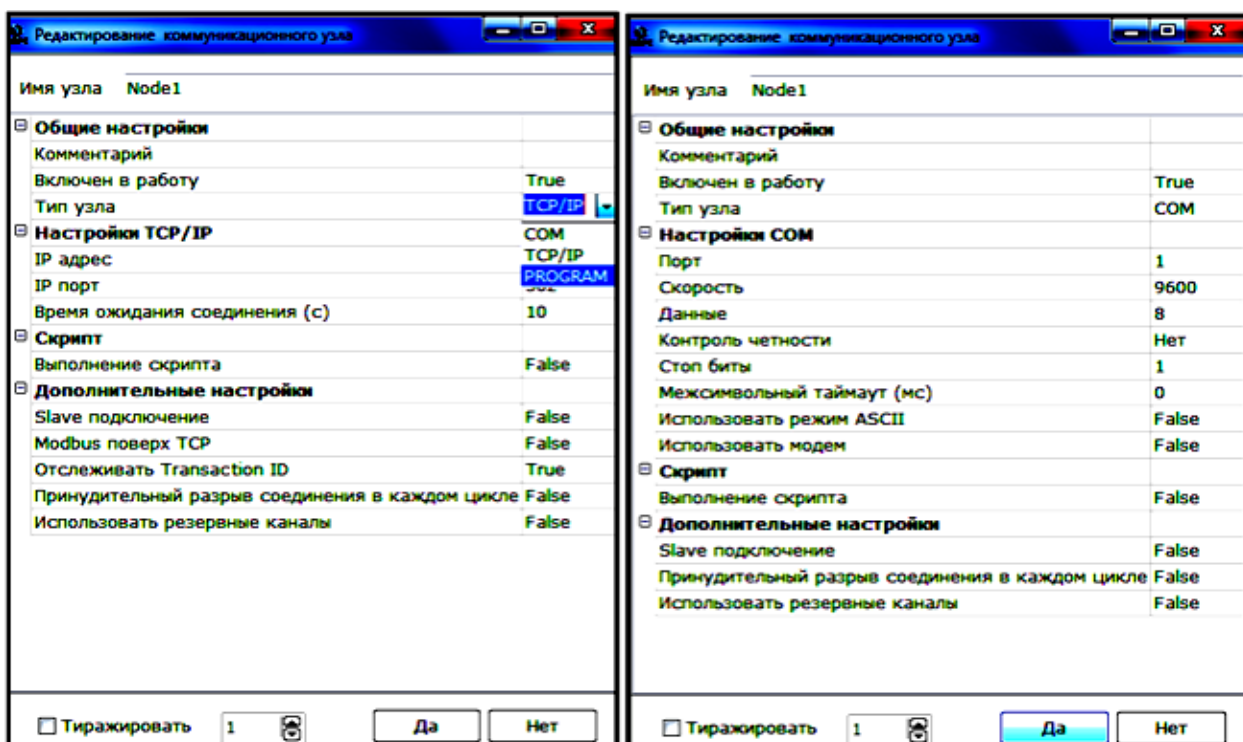 Редактирование коммуникационного узла
Имя узла Node1
Общие настройки
Комментарий
Включен в работу True
Тип узла TCP/IP
COM
TCP/IP
PROGRAM
Настройки TCP/IP
IP адрес
IP порт
Время ожидания соединения (с) 10
Скрипт
Выполнение скрипта False
Дополнительные настройки
Slave подключение False
Modbus поверх TCP False
Отслеживать Transaction ID True
Принудительный разрыв соединения в каждом цикле False
Использовать резервные каналы False
Тиражировать 1 Да Нет
Редактирование коммуникационного узла
Имя узла Node1
Общие настройки
Комментарий
Включен в работу True
Тип узла COM
Настройки COM
Порт 1
Скорость 9600
Данные 8
Контроль четности Нет
Стоп биты 1
Межсимвольный таймаут (мс) 0
Использовать режим ASCII False
Использовать модем False
Скрипт
Выполнение скрипта False
Дополнительные настройки
Slave подключение False
Принудительный разрыв соединения в каждом цикле False
Использовать резервные каналы False
Тиражировать 1 Да Нет